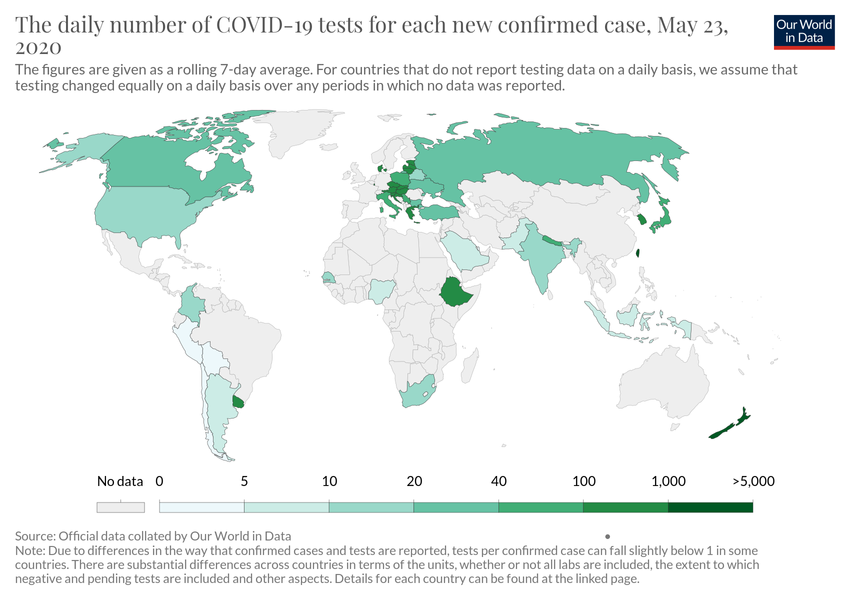 The daily number of COVID-19 tests for each new confirmed case, May 23,
2020
Our World
in Data
The figures are given as a rolling 7-day average. For countries that do not report testing data on a daily basis, we assume that
testing changed equally on a daily basis over any periods in which no data was reported.
No data 0 5 10 20 40 100 1,000 >5,000
Source: Official data collated by Our World in Data
Note: Due to differences in the way that confirmed cases and tests are reported, tests per confirmed case can fall slightly below 1 in some
countries. There are substantial differences across countries in terms of the units, whether or not all labs are included, the extent to which
negative and pending tests are included and other aspects. Details for each country can be found at the linked page.